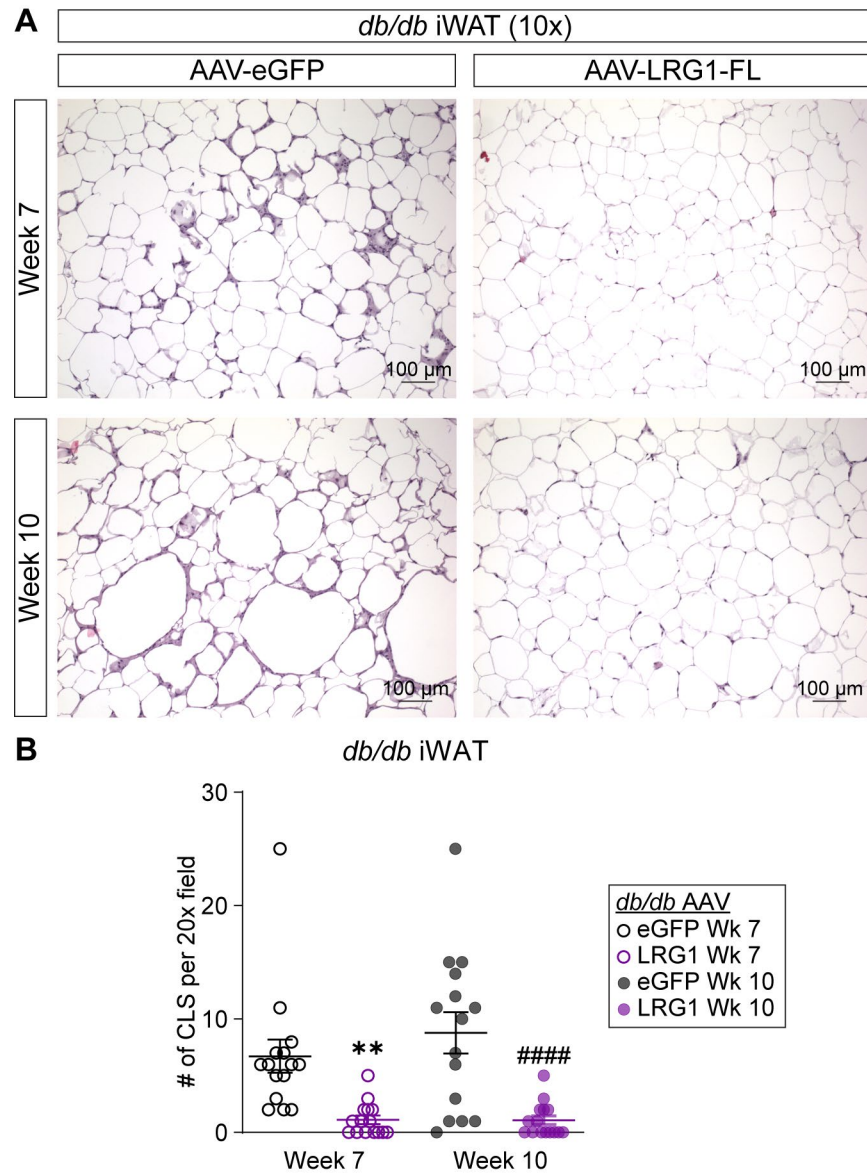 A
db/db iWAT (10x)
AAV-eGFP
AAV-LRG1-FL
Week 7
100 µm
100 µm
Week 10
100 µm
100 µm
B
db/db iWAT
# of CLS per 20x field
30
20
10
0
**
####
Week 7
Week 10
db/db AAV
eGFP Wk 7
LRG1 Wk 7
eGFP Wk 10
LRG1 Wk 10